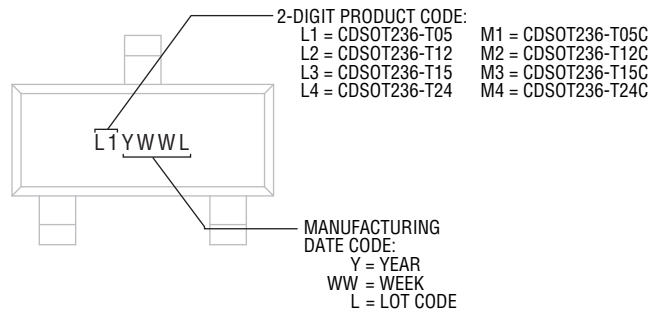 2-DIGIT PRODUCT CODE:
L1 = CDSOT236-T05 M1 = CDSOT236-T05C
L2 = CDSOT236-T12 M2 = CDSOT236-T12C
L3 = CDSOT236-T15 M3 = CDSOT236-T15C
L4 = CDSOT236-T24 M4 = CDSOT236-T24C
L1YWWL
MANUFACTURING
DATE CODE:
Y = YEAR
WW = WEEK
L = LOT CODE